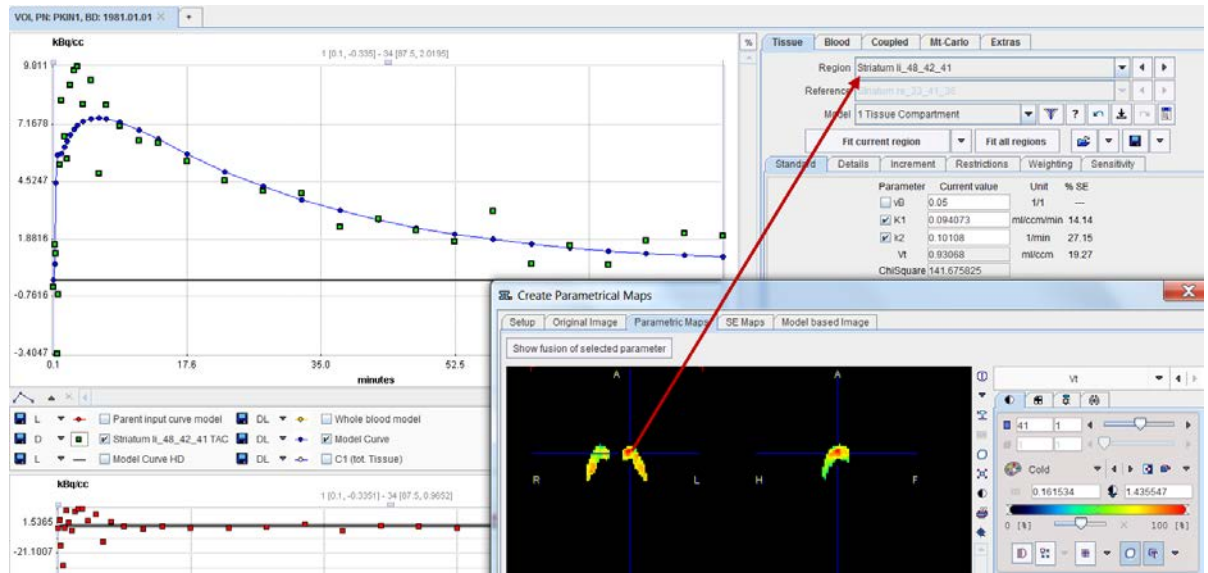 VOI, PN: PKIN1, BD: 1981.01.01
kBq/cc
1 [0.1, -0.335] - 34 [87.5, 2.0195]
%
9.811
7.1678
4.5247
1.8816
-0.7616
-3.4047
0.1
17.6
35.0
52.5
minutes
L
Parent input curve model
DL
Whole blood model
D
Striatum li_48_42_41 TAC
DL
Model Curve
L
Model Curve HD
DL
C1 (tot. Tissue)
kBq/cc
1 [0.1, -0.3351] - 34 [87.5, 0.9652]
1.5365
-21.1007
Tissue Blood Coupled Mt-Carlo Extras
Region Striatum li_48_42_41
Reference
Model 1 Tissue Compartment
?
Fit current region Fit all regions
Standard Details Increment Restrictions Weighting Sensitivity
Parameter Current value Unit % SE
vB 0.05 1/1 ---
K1 0.094073 ml/ccm/min 14.14
k2 0.10108 1/min 27.15
Vt 0.93068 ml/ccm 19.27
ChiSquare 141.675825
Create Parametrical Maps
Setup Original Image Parametric Maps SE Maps Model based Image
Show fusion of selected parameter
A
R
L
A
H
F
Vt
41 1
1 1
Cold
0.161534 1.435547
0 [%] 100 [%]